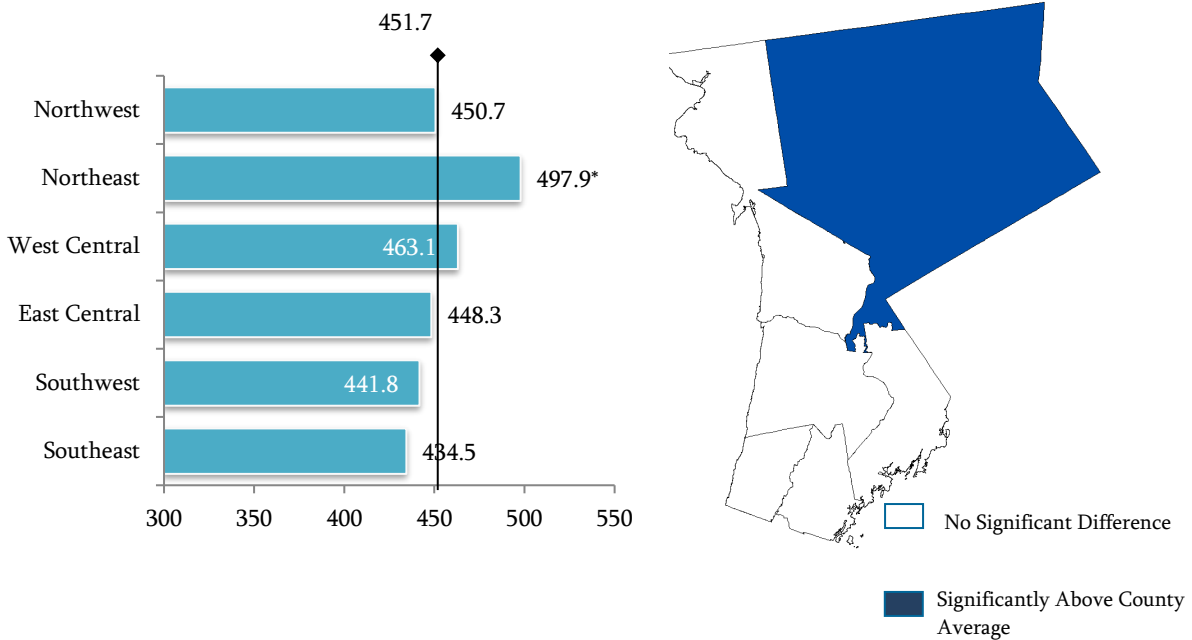 451.7
Northwest
450.7
Northeast
497.9*
West Central
463.1
East Central
448.3
Southwest
441.8
Southeast
434.5
300 350 400 450 500 550
No Significant Difference
Significantly Above County
Average